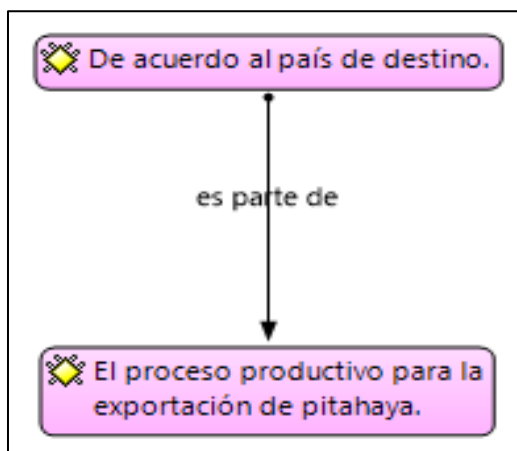 De acuerdo al país de destino.
es parte de
El proceso productivo para la
exportación de pitahaya.